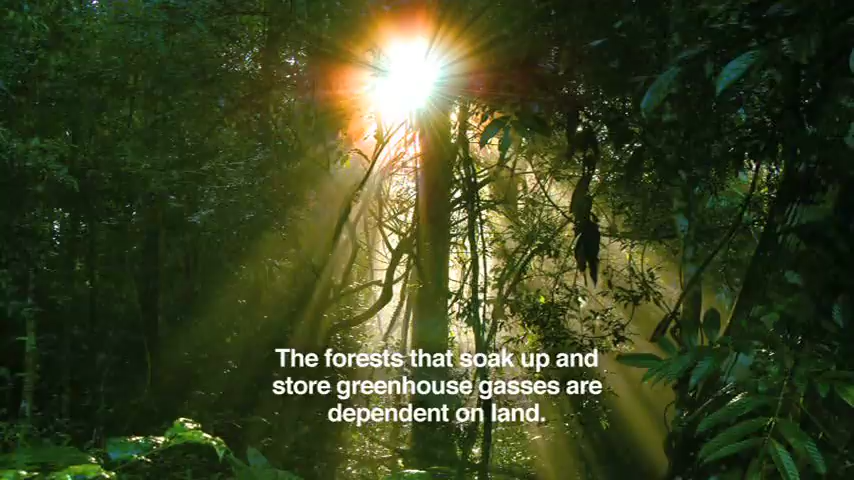 The forests that soak up and
store greenhouse gasses are
dependent on land.